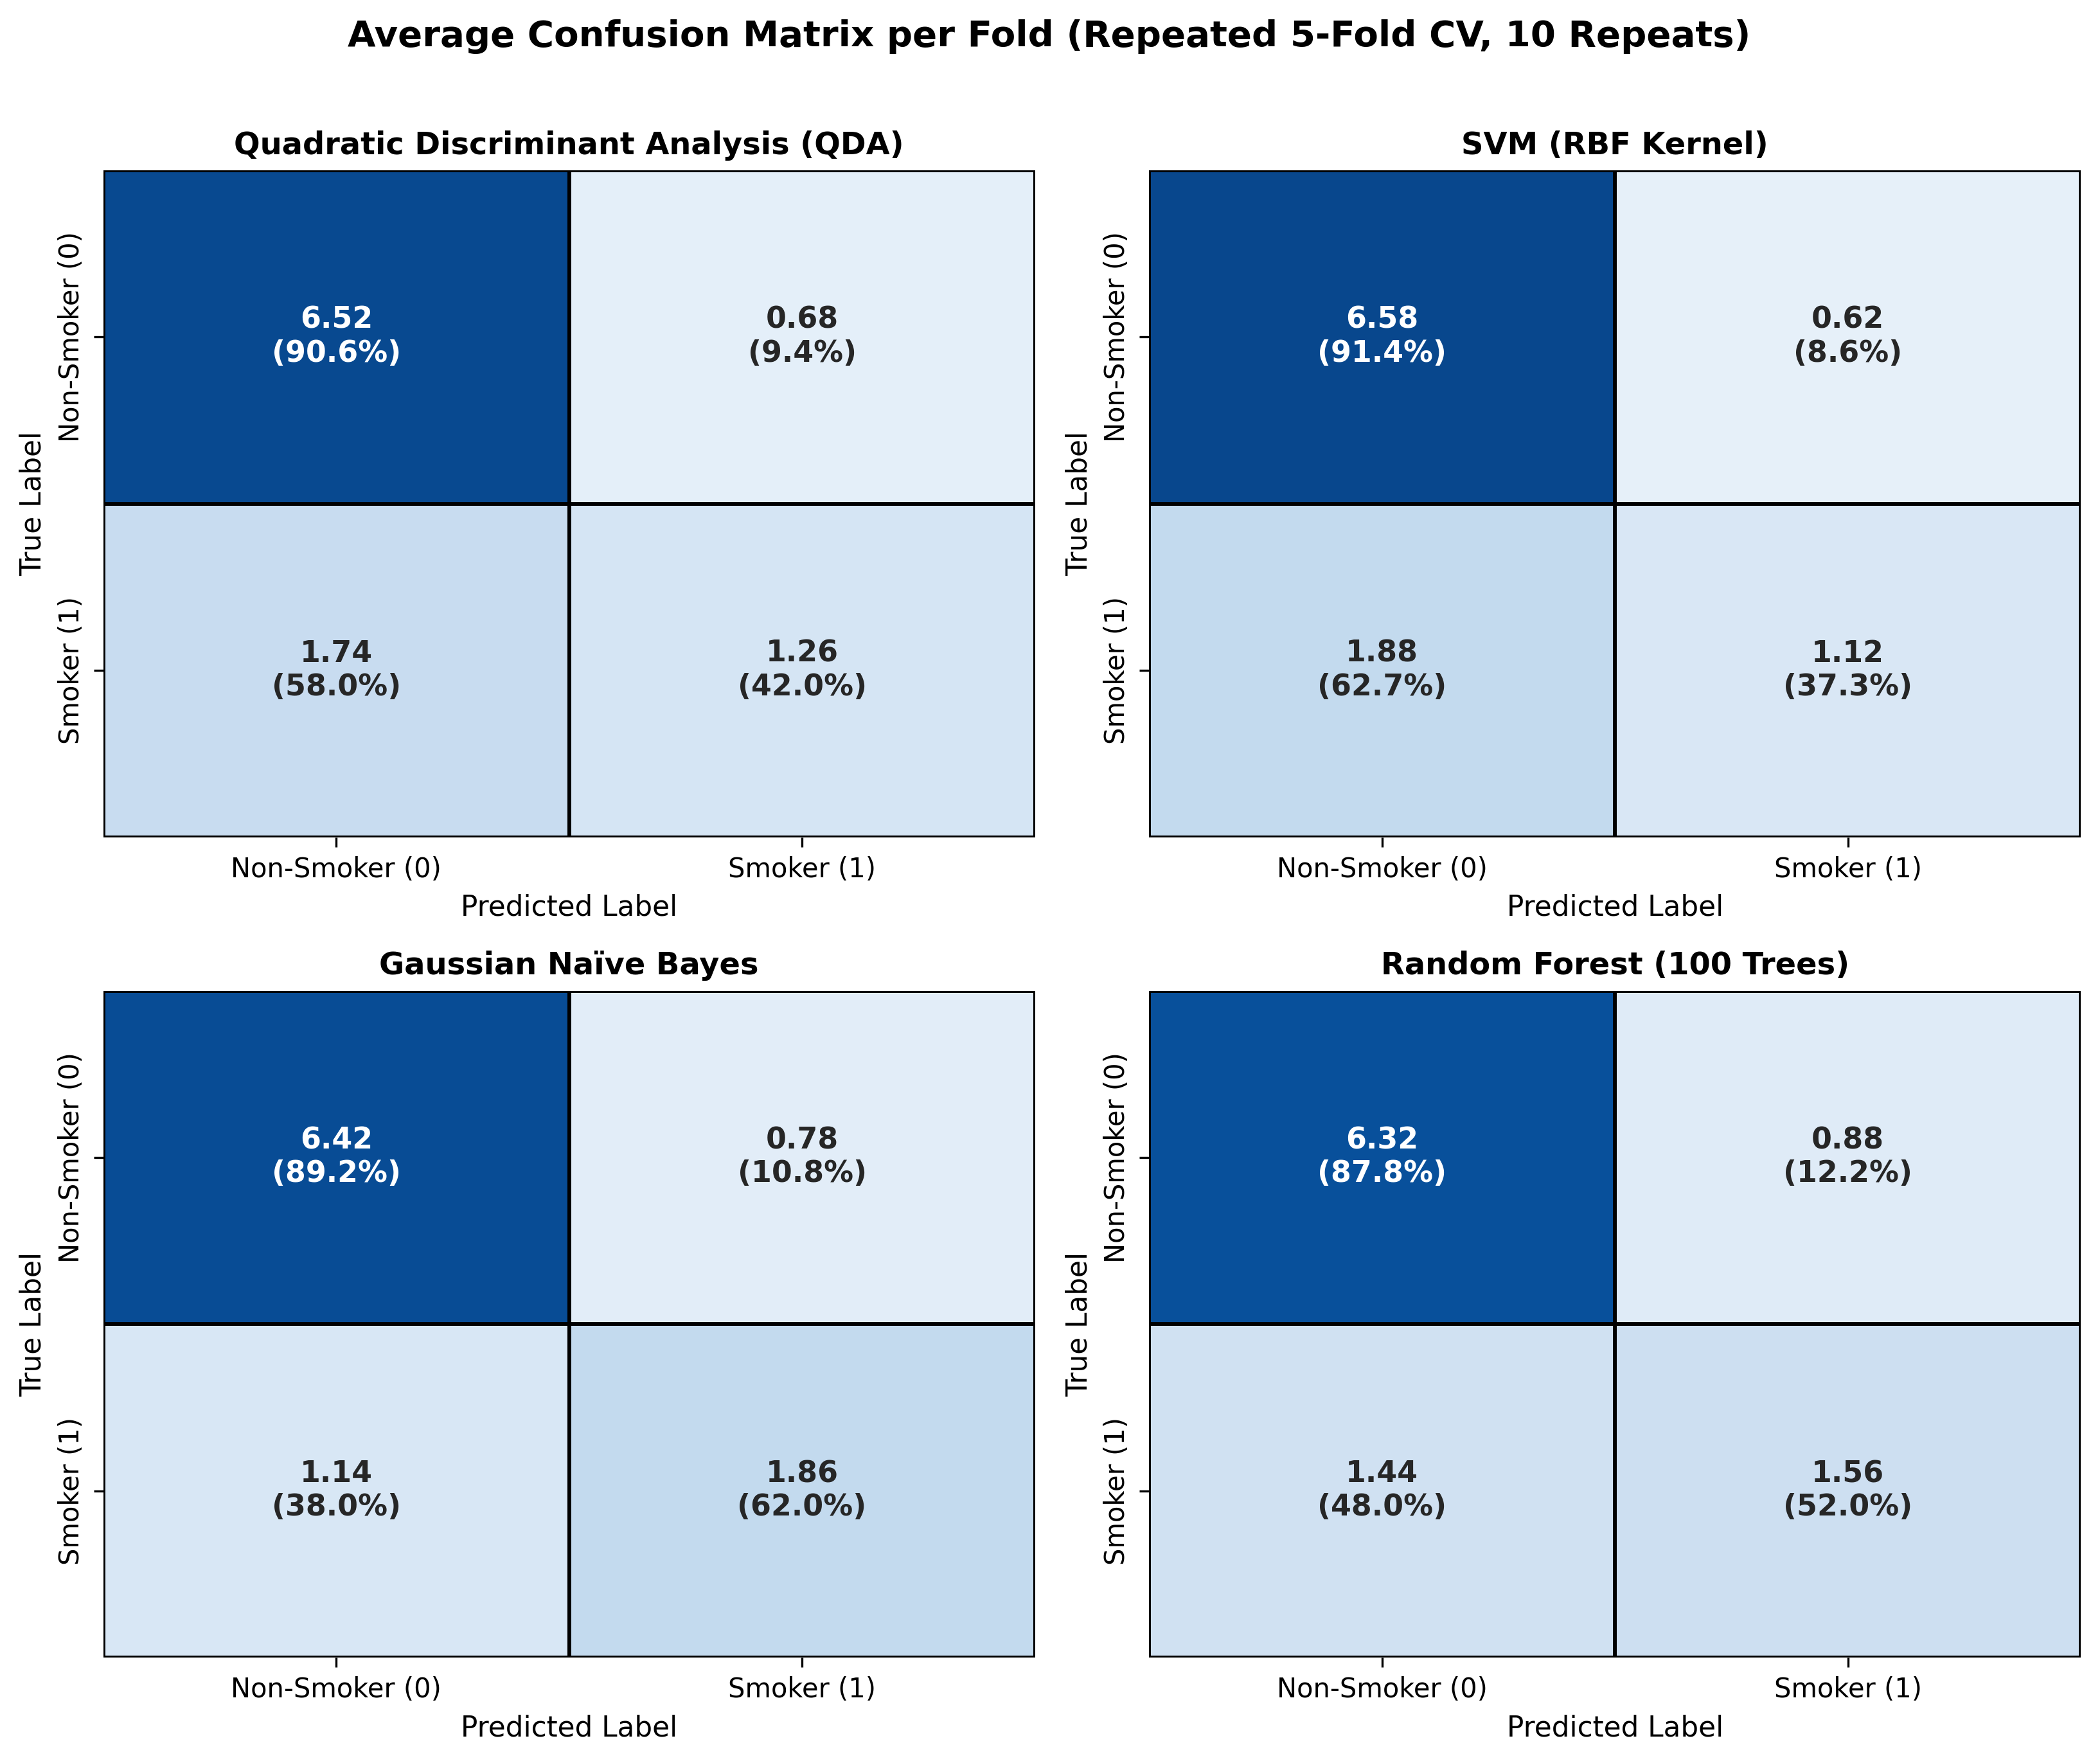 Average Confusion Matrix per Fold (Repeated 5-Fold CV, 10 Repeats)
Quadratic Discriminant Analysis (QDA)
True Label
Non-Smoker (0)
6.52
(90.6%)
0.68
(9.4%)
Smoker (1)
1.74
(58.0%)
1.26
(42.0%)
Non-Smoker (0)
Smoker (1)
Predicted Label
SVM (RBF Kernel)
True Label
Non-Smoker (0)
6.58
(91.4%)
0.62
(8.6%)
Smoker (1)
1.88
(62.7%)
1.12
(37.3%)
Non-Smoker (0)
Smoker (1)
Predicted Label
Gaussian Naïve Bayes
True Label
Non-Smoker (0)
6.42
(89.2%)
0.78
(10.8%)
Smoker (1)
1.14
(38.0%)
1.86
(62.0%)
Non-Smoker (0)
Smoker (1)
Predicted Label
Random Forest (100 Trees)
True Label
Non-Smoker (0)
6.32
(87.8%)
0.88
(12.2%)
Smoker (1)
1.44
(48.0%)
1.56
(52.0%)
Non-Smoker (0)
Smoker (1)
Predicted Label